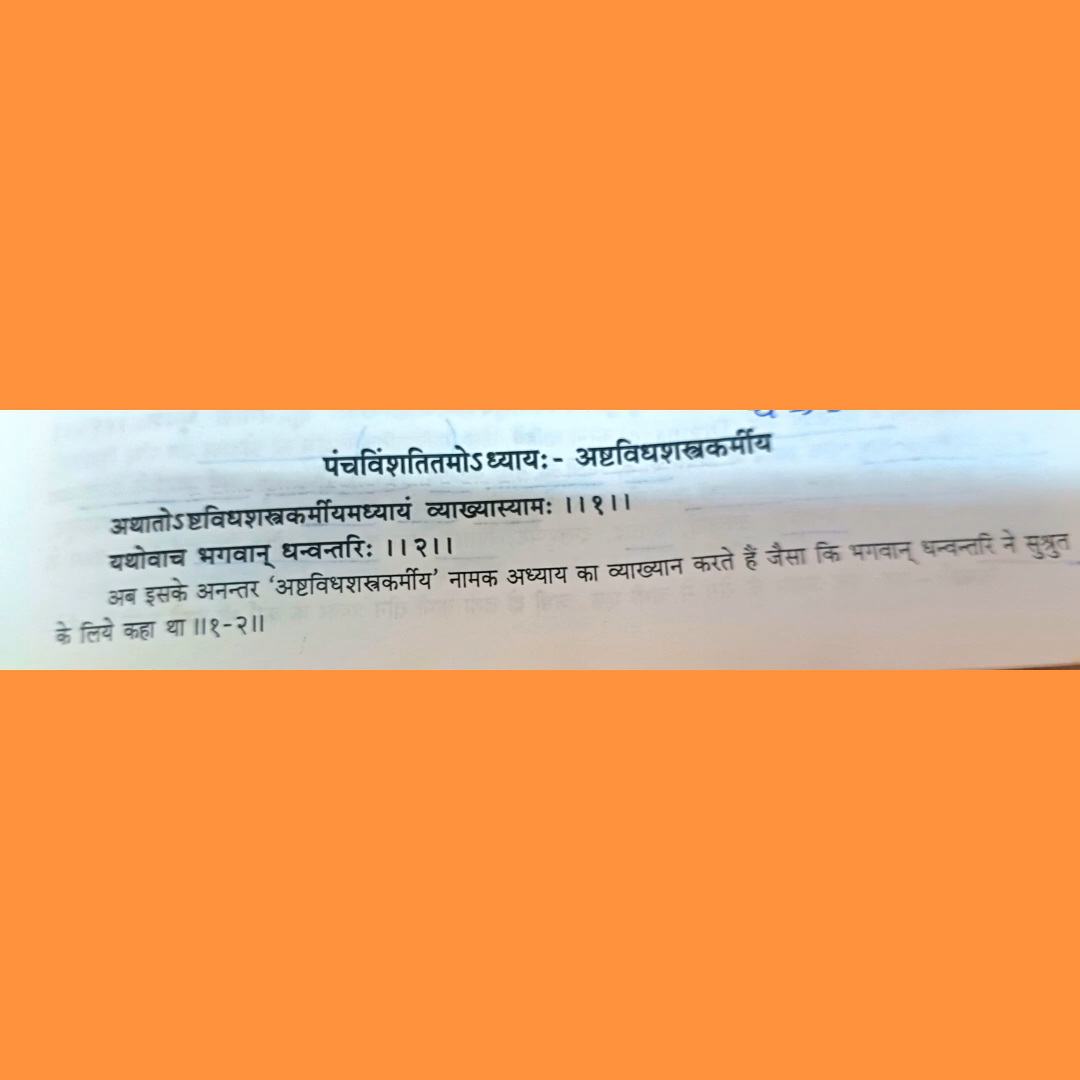 पंचविंशतितमोऽध्यायः - अष्टविधशस्त्रकर्मीय
अथातोऽष्टविधशस्त्रकर्मीयमध्यायं व्याख्यास्यामः ।।१।।
यथोवाच भगवान् धन्वन्तरिः ।।२।।
अब इसके अनन्तर ‘अष्टविधशस्त्रकर्मीय’ नामक अध्याय का व्याख्यान करते हैं जैसा कि भगवान् धन्वन्तरि ने सुश्रुत
के लिये कहा था ॥१-२॥